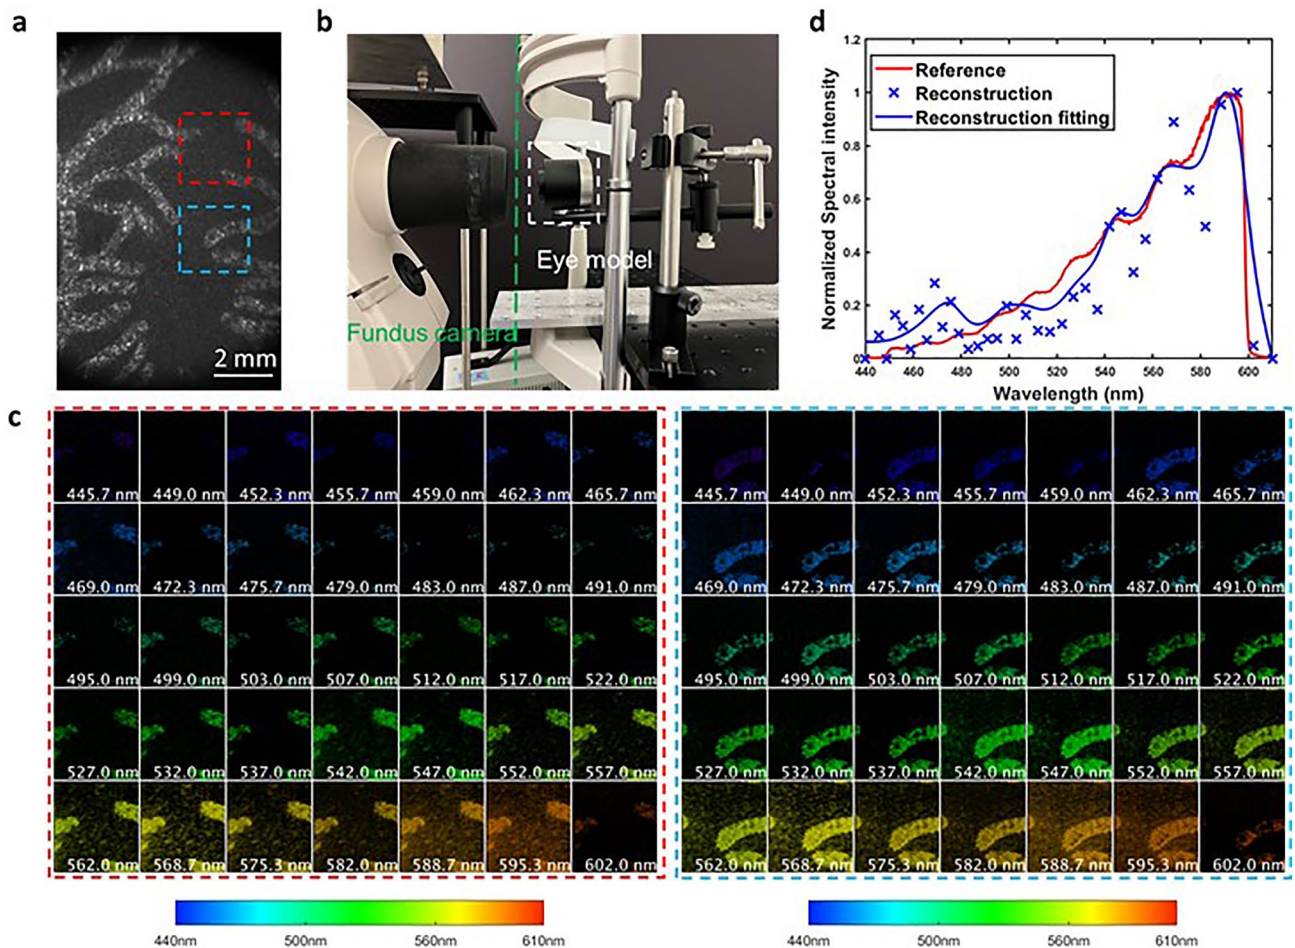 a
2 mm
b
Eye model
Fundus camera
d
Normalized Spectral intensity
1.2
1
0.8
0.6
0.4
0.2
0
Reference
Reconstruction
Reconstruction fitting
440 460 480 500 520 540 560 580 600
Wavelength (nm)
c
445.7 nm 449.0 nm 452.3 nm 455.7 nm 459.0 nm 462.3 nm 465.7 nm
469.0 nm 472.3 nm 475.7 nm 479.0 nm 483.0 nm 487.0 nm 491.0 nm
495.0 nm 499.0 nm 503.0 nm 507.0 nm 512.0 nm 517.0 nm 522.0 nm
527.0 nm 532.0 nm 537.0 nm 542.0 nm 547.0 nm 552.0 nm 557.0 nm
562.0 nm 568.7 nm 575.3 nm 582.0 nm 588.7 nm 595.3 nm 602.0 nm
440nm 500nm 560nm 610nm
445.7 nm 449.0 nm 452.3 nm 455.7 nm 459.0 nm 462.3 nm 465.7 nm
469.0 nm 472.3 nm 475.7 nm 479.0 nm 483.0 nm 487.0 nm 491.0 nm
495.0 nm 499.0 nm 503.0 nm 507.0 nm 512.0 nm 517.0 nm 522.0 nm
527.0 nm 532.0 nm 537.0 nm 542.0 nm 547.0 nm 552.0 nm 557.0 nm
562.0 nm 568.7 nm 575.3 nm 582.0 nm 588.7 nm 595.3 nm 602.0 nm
440nm 500nm 560nm 610nm